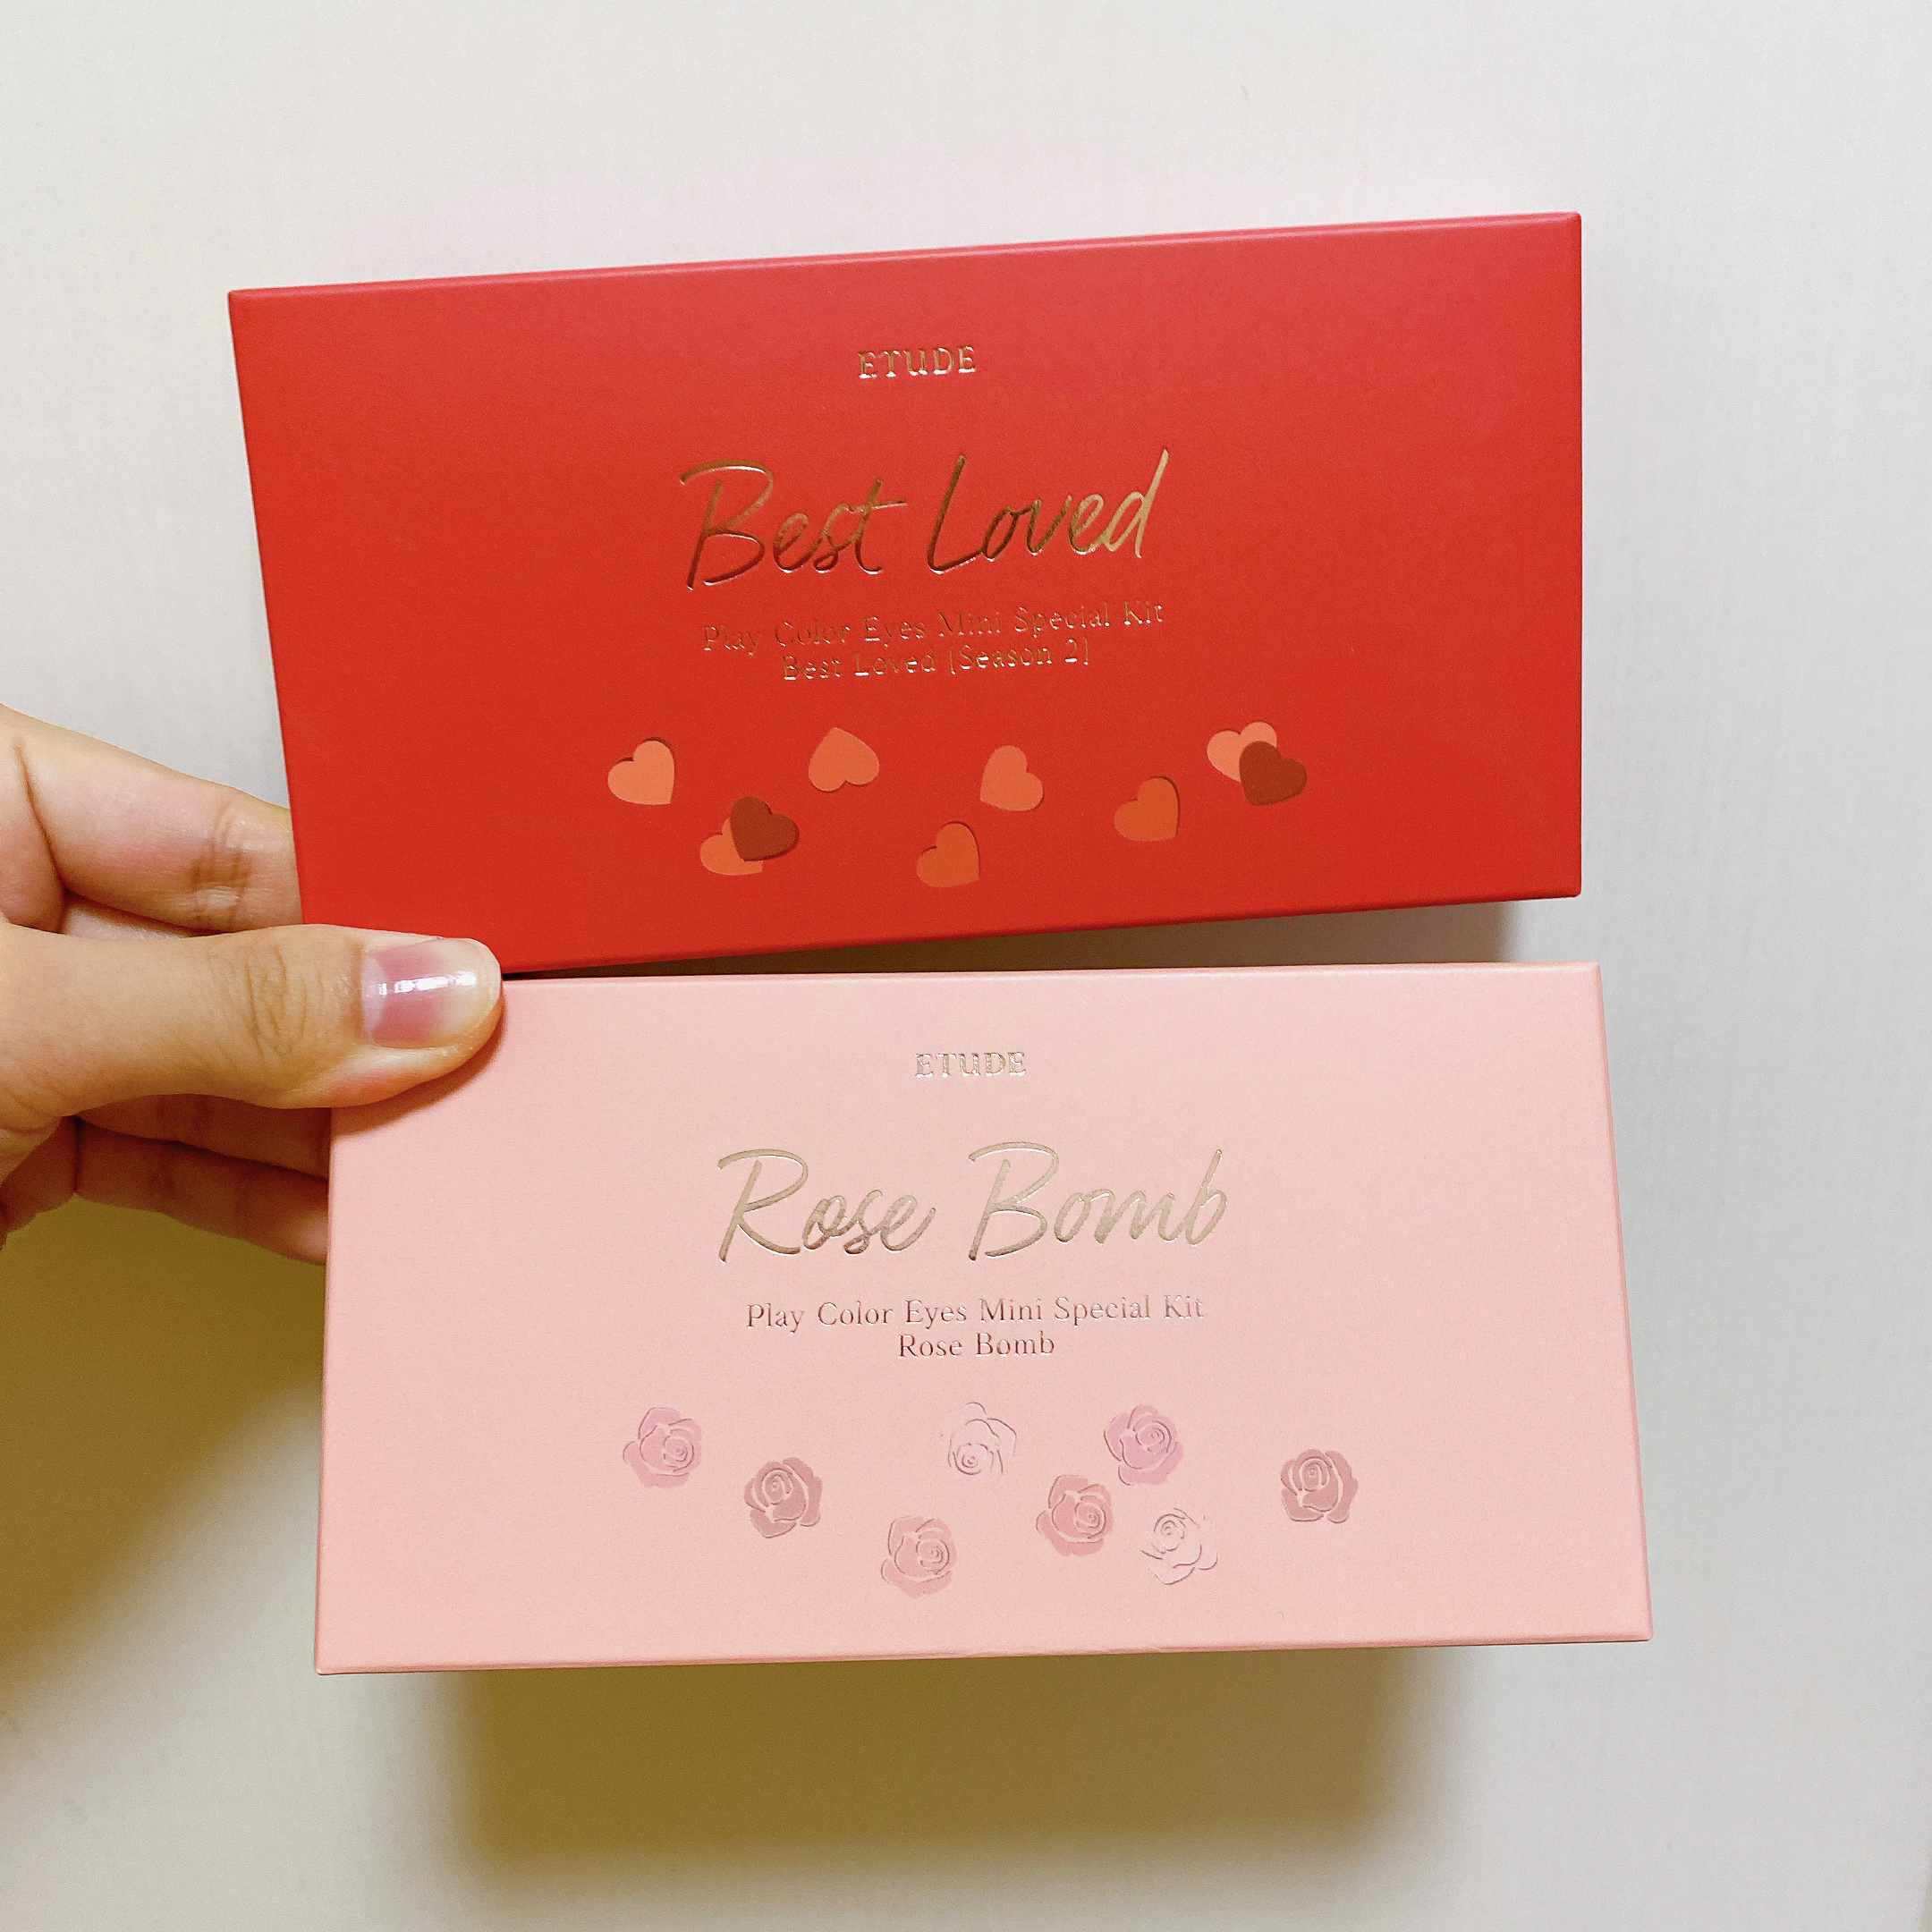 ETUDE
Best Loved
Play Color Eyes Mini Special Kit
Best Loved [Season 2]
ETUDE
Rose Bomb
Play Color Eyes Mini Special Kit
Rose Bomb